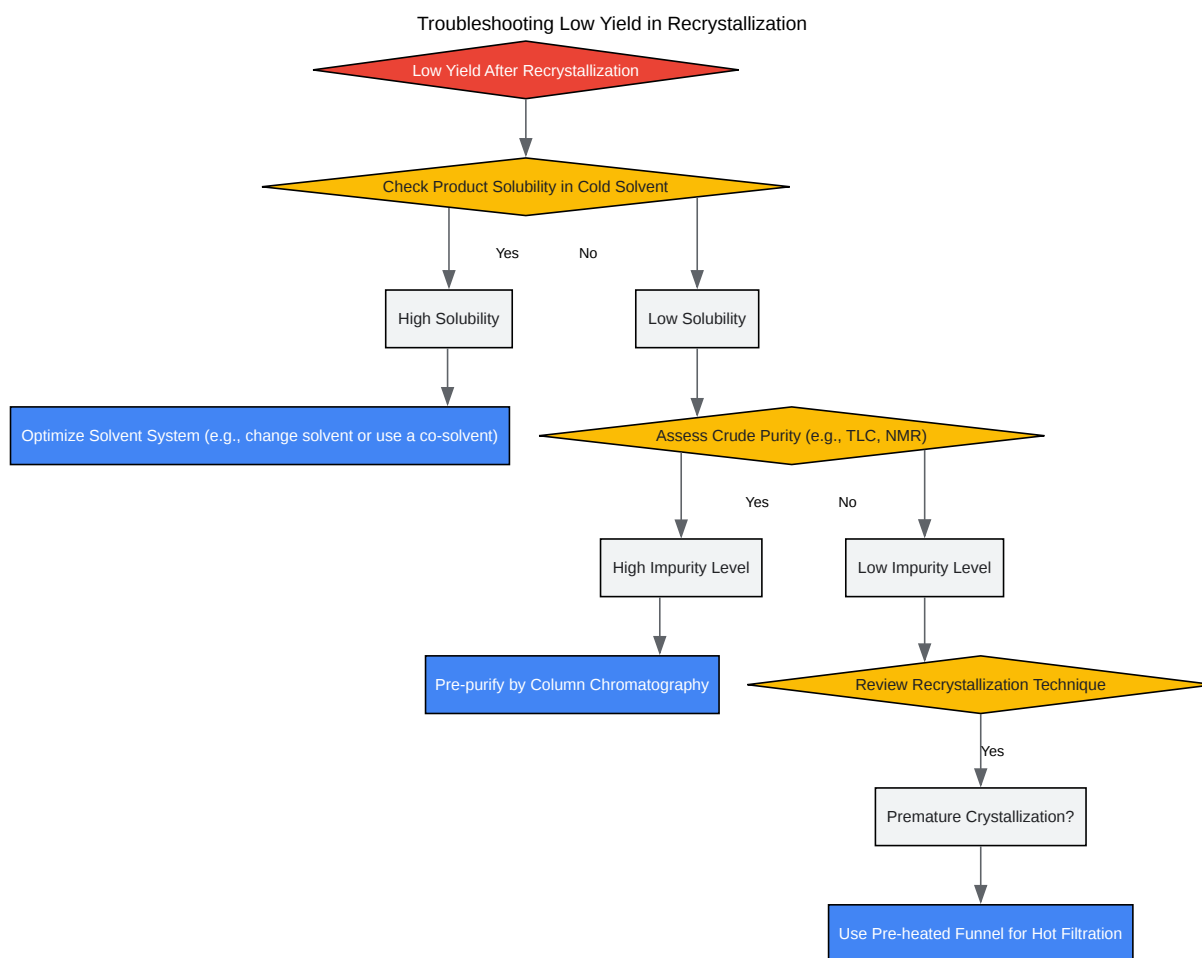 Troubleshooting Low Yield in Recrystallization
Low Yield After Recrystallization
Check Product Solubility in Cold Solvent
Yes
No
High Solubility
Low Solubility
Optimize Solvent System (e.g., change solvent or use a co-solvent)
Assess Crude Purity (e.g., TLC, NMR)
Yes
No
High Impurity Level
Low Impurity Level
Pre-purify by Column Chromatography
Review Recrystallization Technique
Yes
Premature Crystallization?
Use Pre-heated Funnel for Hot Filtration